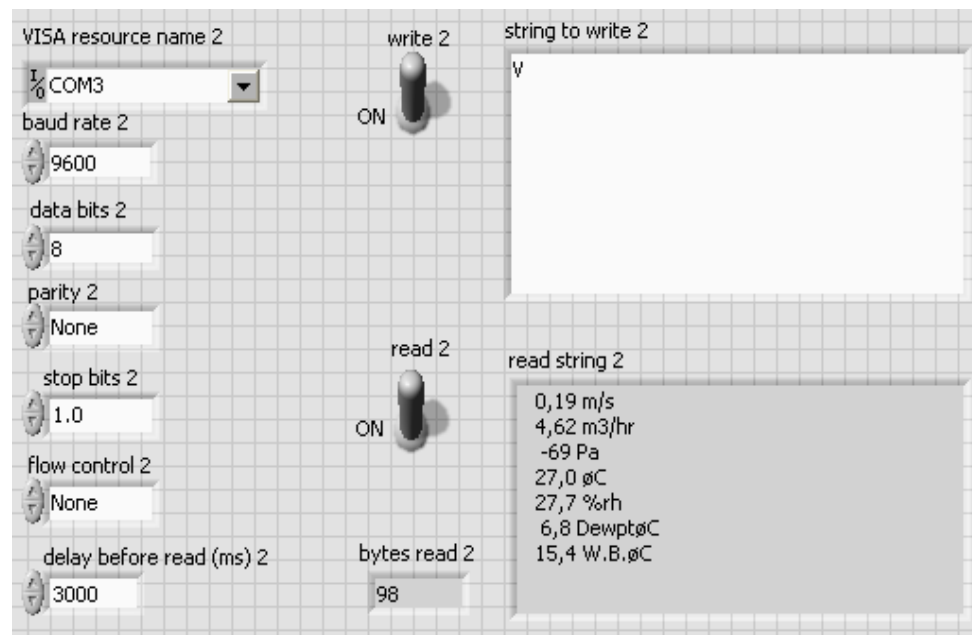 VISA resource name 2
I/O COM3
baud rate 2
9600
data bits 2
8
parity 2
None
stop bits 2
1.0
flow control 2
None
delay before read (ms) 2
3000
write 2
ON
read 2
ON
bytes read 2
98
string to write 2
V
read string 2
0,19 m/s
4,62 m3/hr
-69 Pa
27,0 øC
27,7 %rh
6,8 DewptøC
15,4 W.B.øC